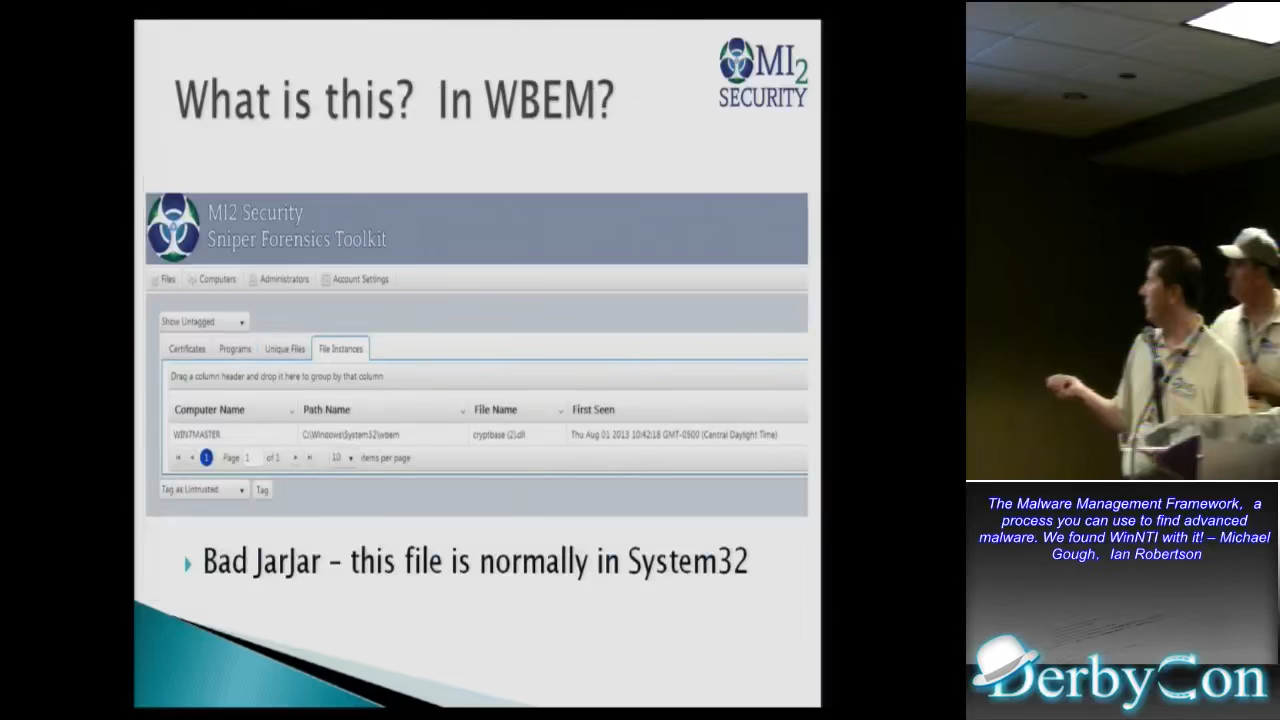 What is this? In WBEM?
MI2
SECURITY
MI2 Security
Sniper Forensics Toolkit
Files Computers Administrators Account Settings
Show Untagged
Certificates Programs Unique Files File Instances
Drag a column header and drop it here to group by that column
Computer Name Path Name File Name First Seen
WIN7MASTER C:\Windows\System32\wbem cryptbase (2).dll Thu Aug 01 2013 10:42:18 GMT-0500 (Central Daylight Time)
1 Page 1 of 1 10 items per page
Tag as Untrusted Tag
Bad JarJar – this file is normally in System32
The Malware Management Framework, a
process you can use to find advanced
malware. We found WinNTI with it! – Michael
Gough, Ian Robertson
DerbyCon